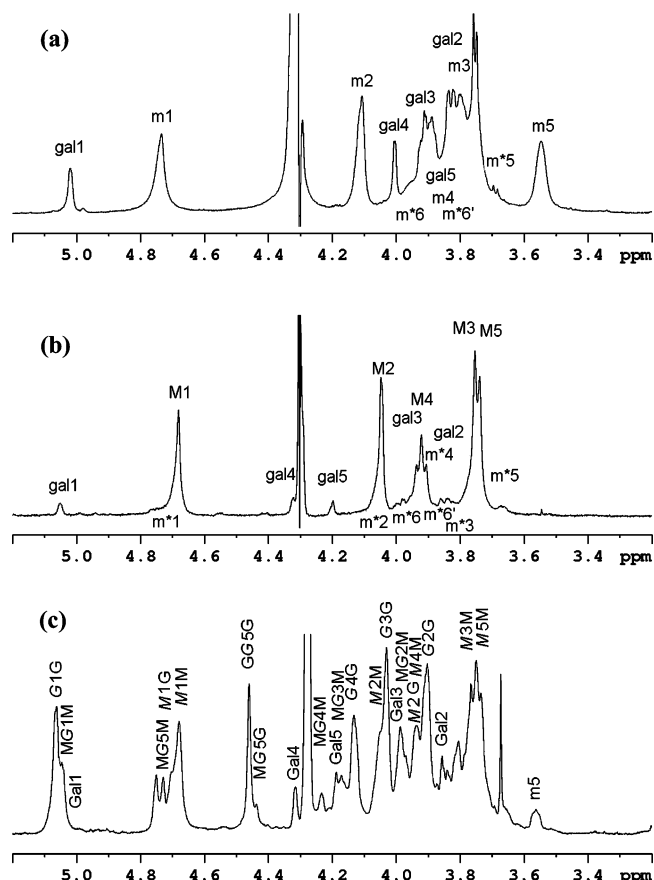 (a)
gal2
m3
m2
gal3
m1
gal4
m5
gal1
gal5
m*5
m4
m*6
m*6'
5.0 4.8 4.6 4.4 4.2 4.0 3.8 3.6 3.4 ppm
(b)
M3 M5
M2
M1
M4
gal3
gal2
m*4
gal1
gal4
gal5
m*5
m*1
m*2
m*6
m*6'
m*3
5.0 4.8 4.6 4.4 4.2 4.0 3.8 3.6 3.4 ppm
(c)
G1G
MG1M
Gal1
MG5M
M1G
M1M
GG5G
MG5G
Gal4
MG4M
Gal5
MG3M
G4G
M2M
G3G
Gal3
MG2M
M2G
M4M
G2G
Gal2
M3M
M5M
m5
5.0 4.8 4.6 4.4 4.2 4.0 3.8 3.6 3.4 ppm